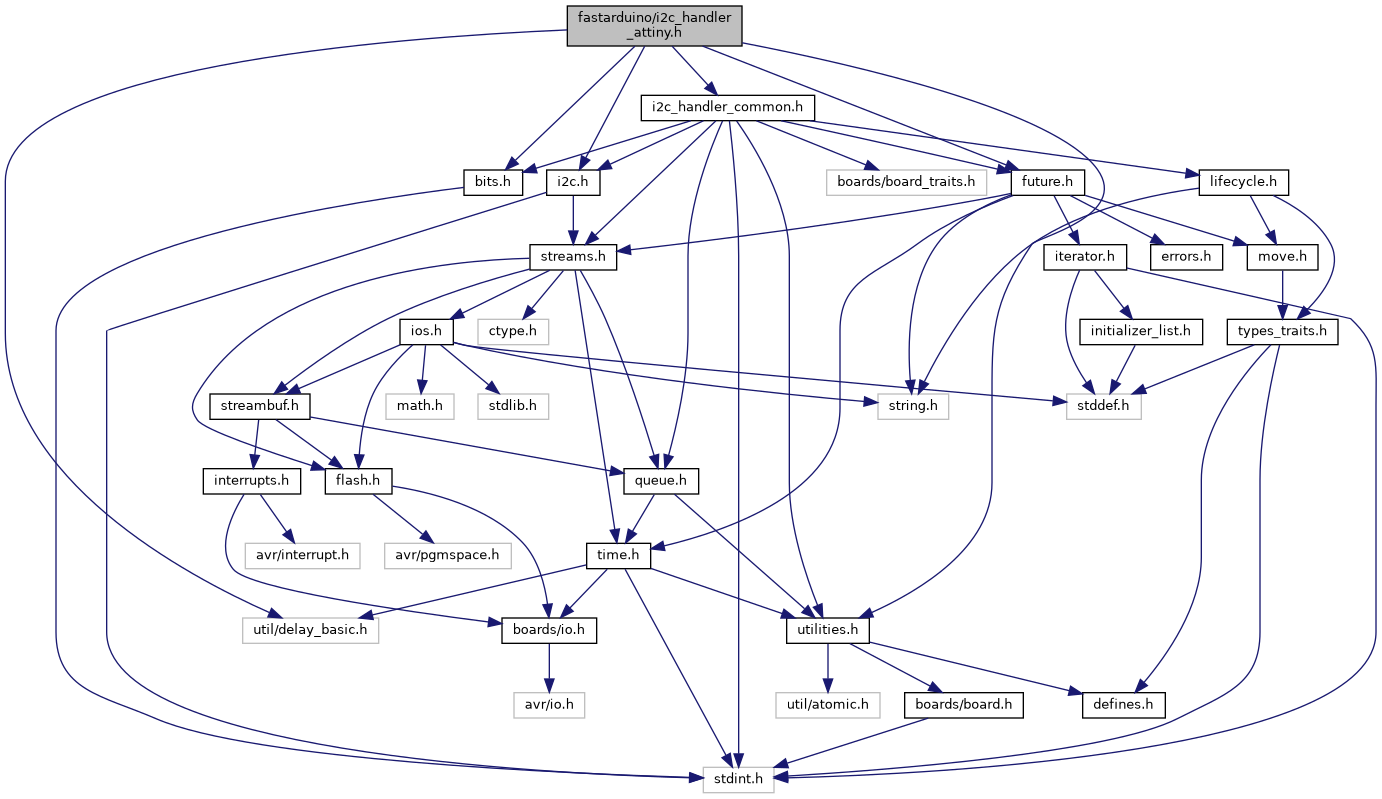 fastarduino/i2c_handler
_attiny.h
i2c_handler_common.h
bits.h
i2c.h
boards/board_traits.h
future.h
lifecycle.h
streams.h
iterator.h
errors.h
move.h
ios.h
ctype.h
initializer_list.h
types_traits.h
streambuf.h
math.h
stdlib.h
string.h
stddef.h
interrupts.h
flash.h
queue.h
avr/interrupt.h
avr/pgmspace.h
time.h
util/delay_basic.h
boards/io.h
utilities.h
avr/io.h
util/atomic.h
boards/board.h
defines.h
stdint.h